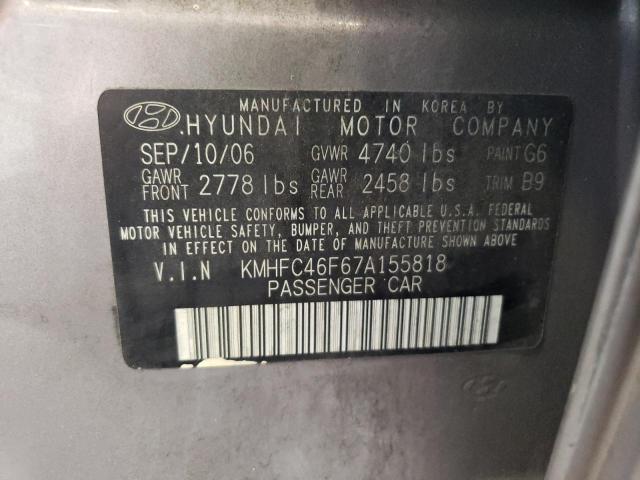 MANUFACTURED IN KOREA BY
.HYUNDAI MOTOR COMPANY
SEP/10/06 GVWR 4740 lbs PAINT G6
GAWR FRONT 2778 lbs GAWR REAR 2458 lbs TRIM B9
THIS VEHICLE CONFORMS TO ALL APPLICABLE U.S.A. FEDERAL
MOTOR VEHICLE SAFETY, BUMPER, AND THEFT PREVENTION STANDARDS
IN EFFECT ON THE DATE OF MANUFACTURE SHOWN ABOVE
V.I.N KMHFC46F67A155818
PASSENGER CAR